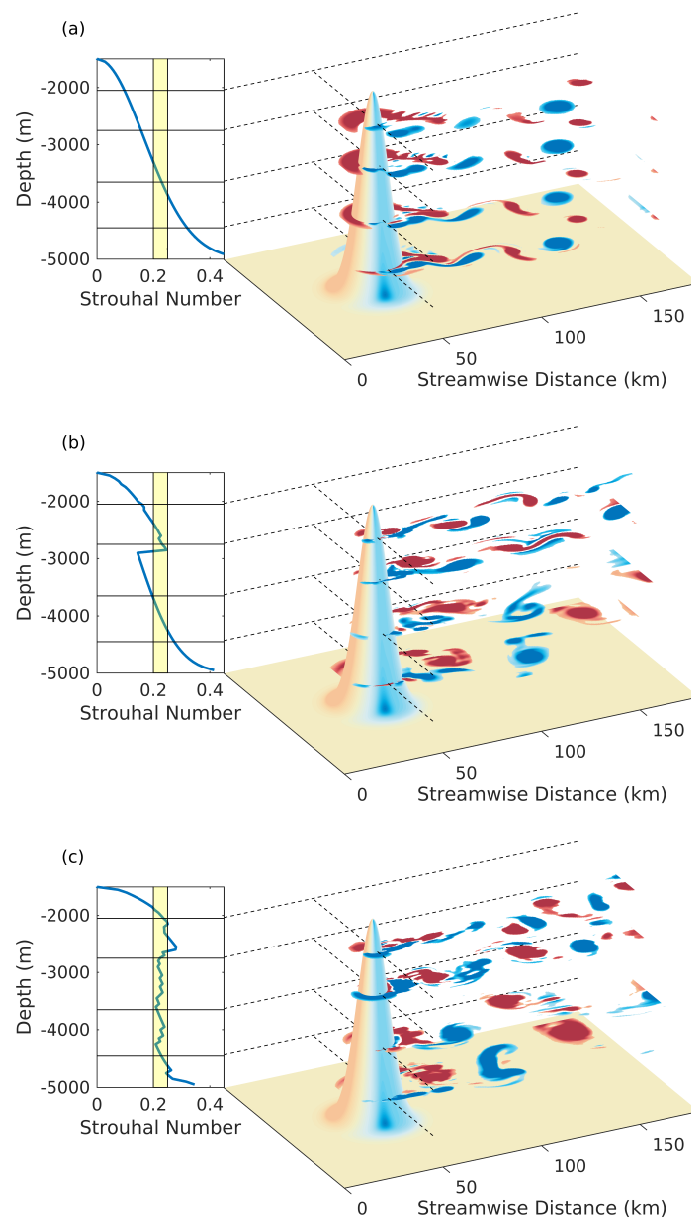 (a)
-2000
-3000
-4000
-5000
Depth (m)
0 0.2 0.4
Strouhal Number
0 50 100 150
Streamwise Distance (km)
(b)
-2000
-3000
-4000
-5000
Depth (m)
0 0.2 0.4
Strouhal Number
0 50 100 150
Streamwise Distance (km)
(c)
-2000
-3000
-4000
-5000
Depth (m)
0 0.2 0.4
Strouhal Number
0 50 100 150
Streamwise Distance (km)